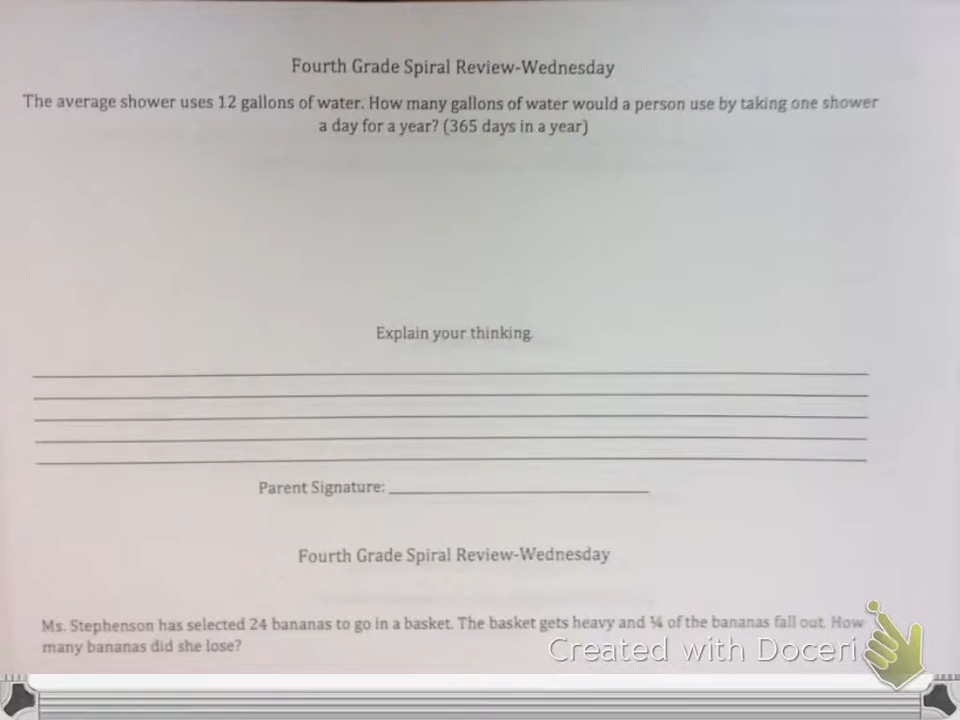 Fourth Grade Spiral Review-Wednesday
The average shower uses 12 gallons of water. How many gallons of water would a person use by taking one shower
a day for a year? (365 days in a year)
Explain your thinking.
Parent Signature:
Fourth Grade Spiral Review-Wednesday
Ms. Stephenson has selected 24 bananas to go in a basket. The basket gets heavy and ¼ of the bananas fall out. How
many bananas did she lose?
Created with Doceri